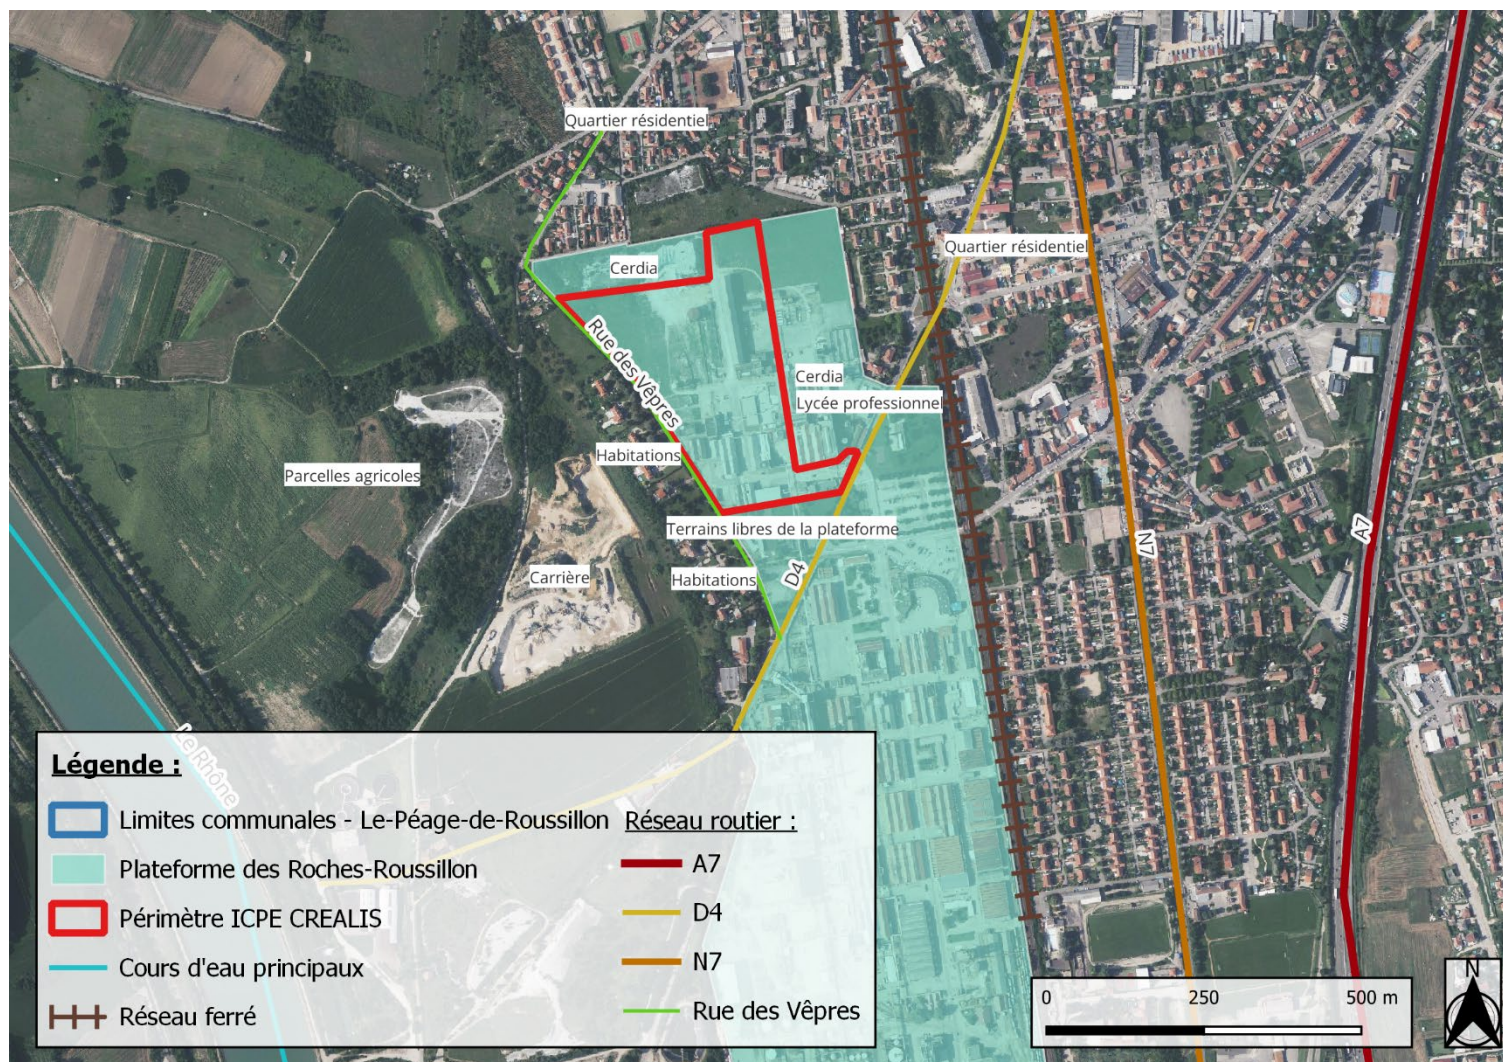 Quartier résidentiel
Quartier résidentiel
Cerdia
Rue des Vêpres
Cerdia
Lycée professionnel
Habitations
Parcelles agricoles
Terrains libres de la plateforme
A7
N7
D4
Carrière
Habitations
Le Rhône
Légende :
Limites communales - Le-Péage-de-Roussillon
Plateforme des Roches-Roussillon
Périmètre ICPE CREALIS
Cours d'eau principaux
Réseau ferré
Réseau routier :
A7
D4
N7
Rue des Vêpres
0 250 500 m
N